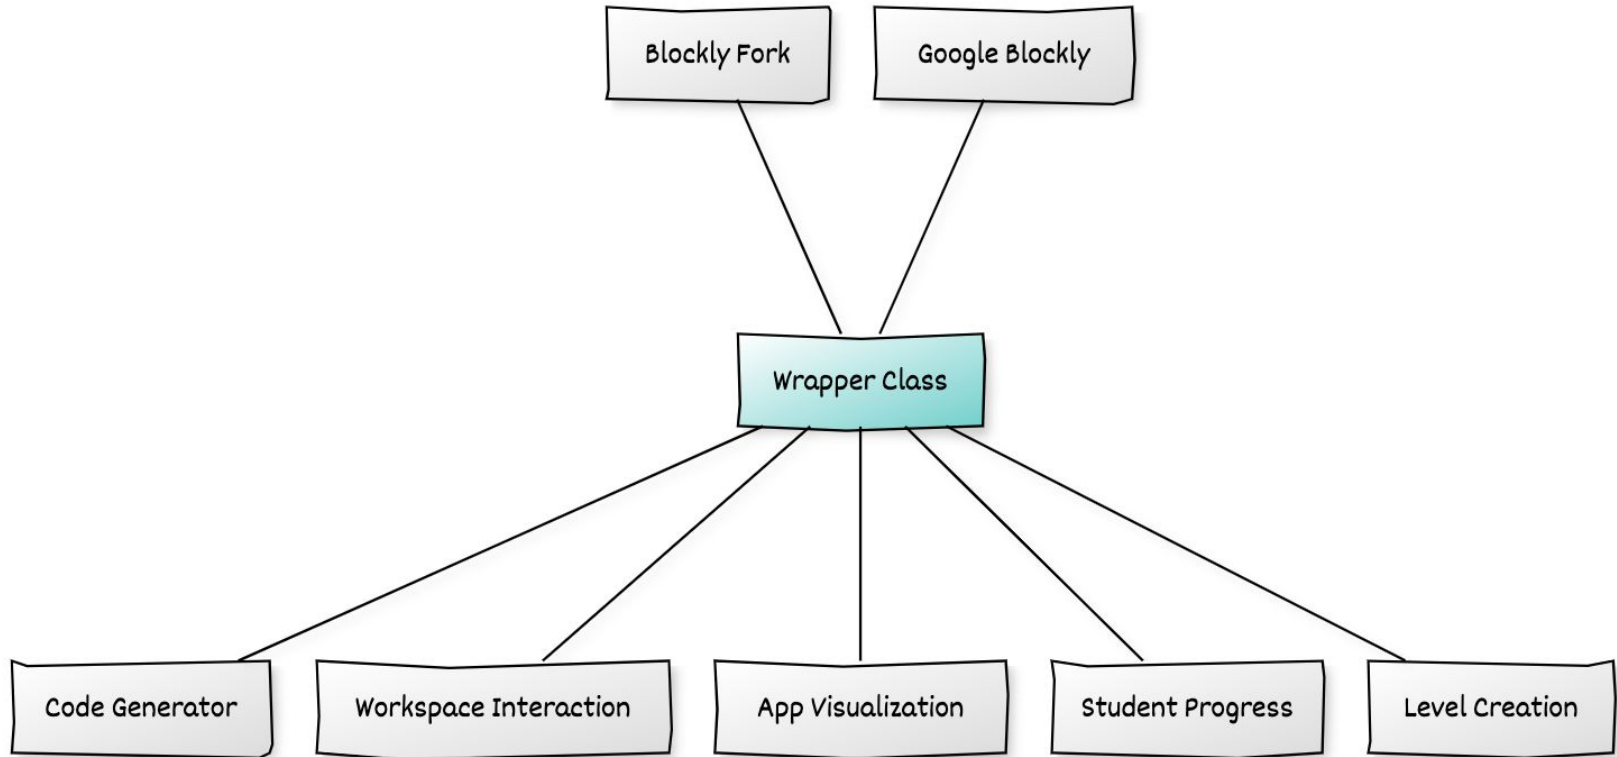 Blockly Fork
Google Blockly
Wrapper Class
Code Generator
Workspace Interaction
App Visualization
Student Progress
Level Creation